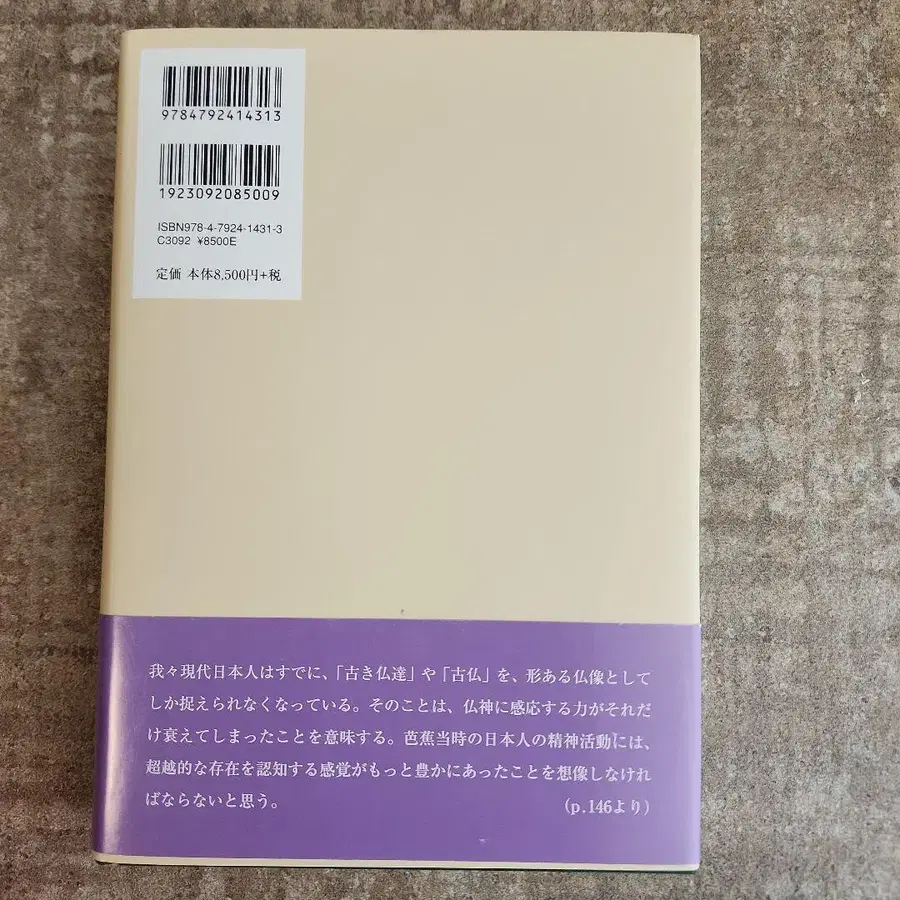 9784792414313
1923092085009
ISBN978-4-7924-1431-3
C3092 ¥8500E
定価 本体8,500円+税
我々現代日本人はすでに、「古き仏達」や「古仏」を、形ある仏像として
しか捉えられなくなっている。そのことは、仏神に感応する力がそれだ
け衰えてしまったことを意味する。芭蕉当時の日本人の精神活動には、
超越的な存在を認知する感覚がもっと豊かにあったことを想像しなけれ
ばならないと思う。 (p.146より)